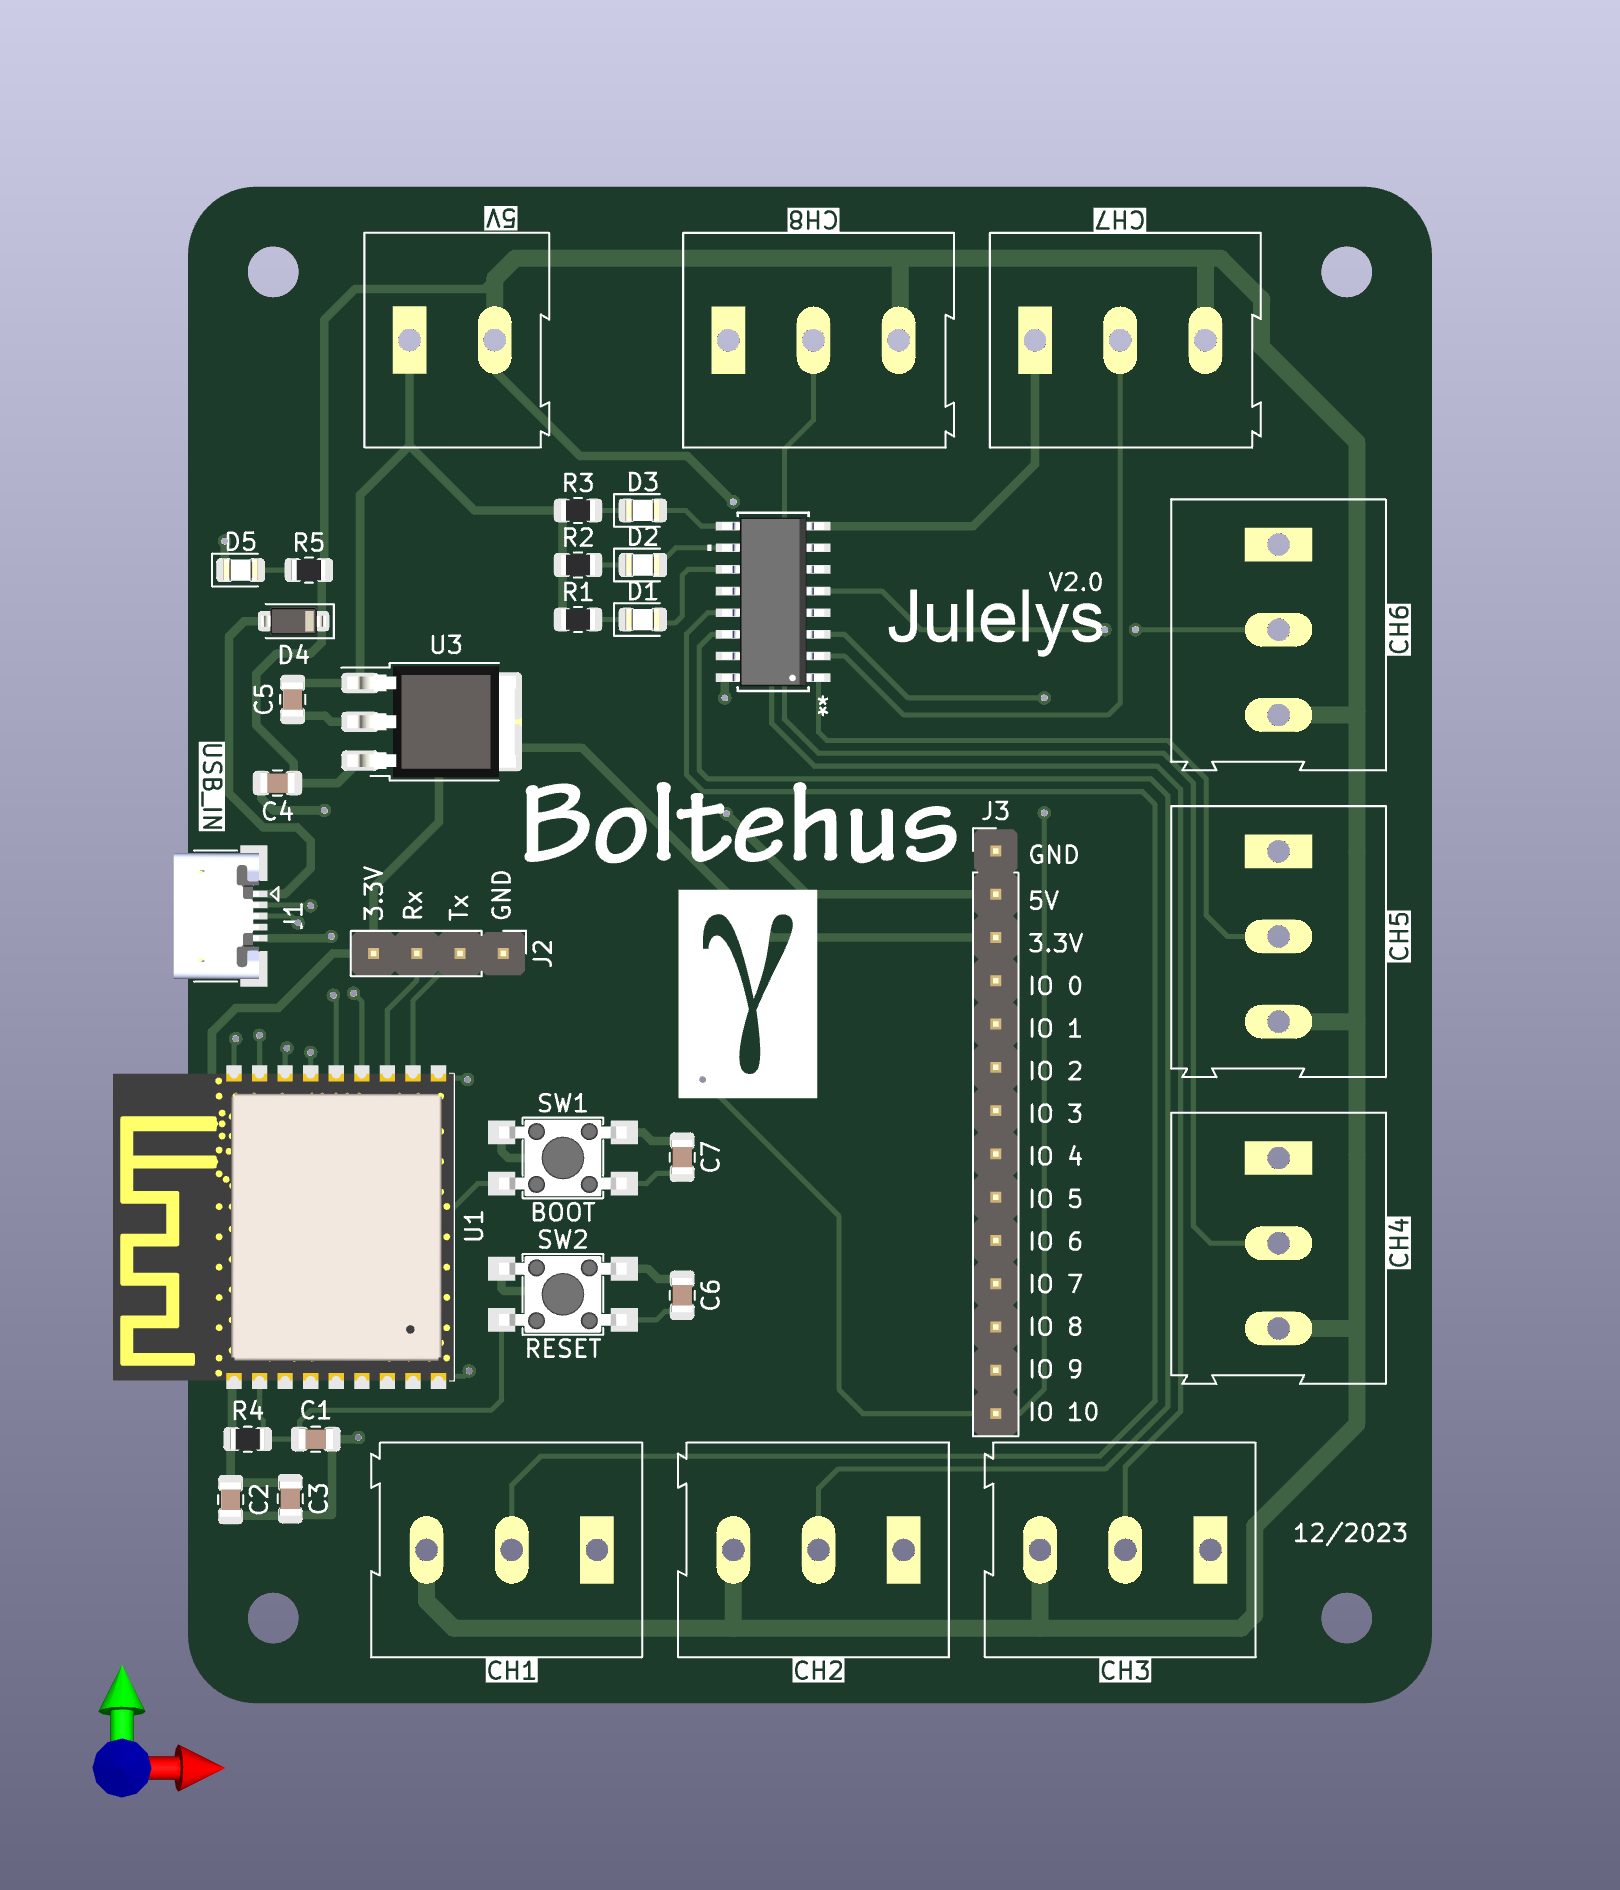 5V
CH8
CH7
R3
D3
R2
D2
R1
D1
D5
R5
D4
V2.0
Julelys
CH6
U3
C5
**
USB_IN
C4
Boltehus
J3
GND
5V
3.3V
IO 0
IO 1
IO 2
IO 3
IO 4
IO 5
IO 6
IO 7
IO 8
IO 9
IO 10
J1
3.3V
Rx
Tx
GND
J2
γ
CH5
SW1
C7
BOOT
U1
SW2
C6
RESET
CH4
R4
C1
C2
C3
12/2023
CH1
CH2
CH3